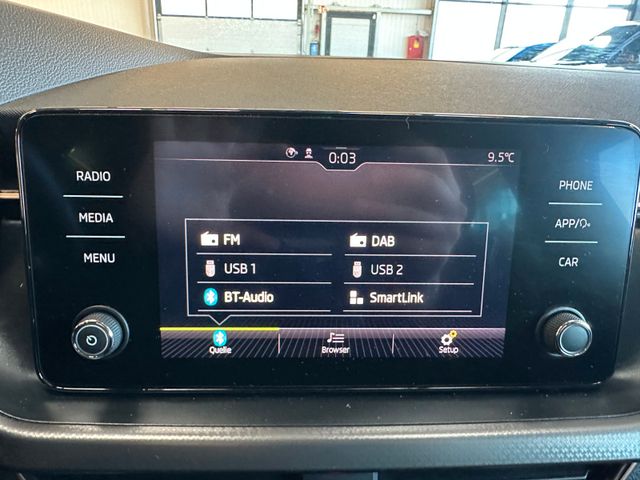 0:03
9.5°C
RADIO
MEDIA
MENU
PHONE
APP/
CAR
FM
DAB
USB 1
USB 2
BT-Audio
SmartLink
Quelle
Browser
Setup